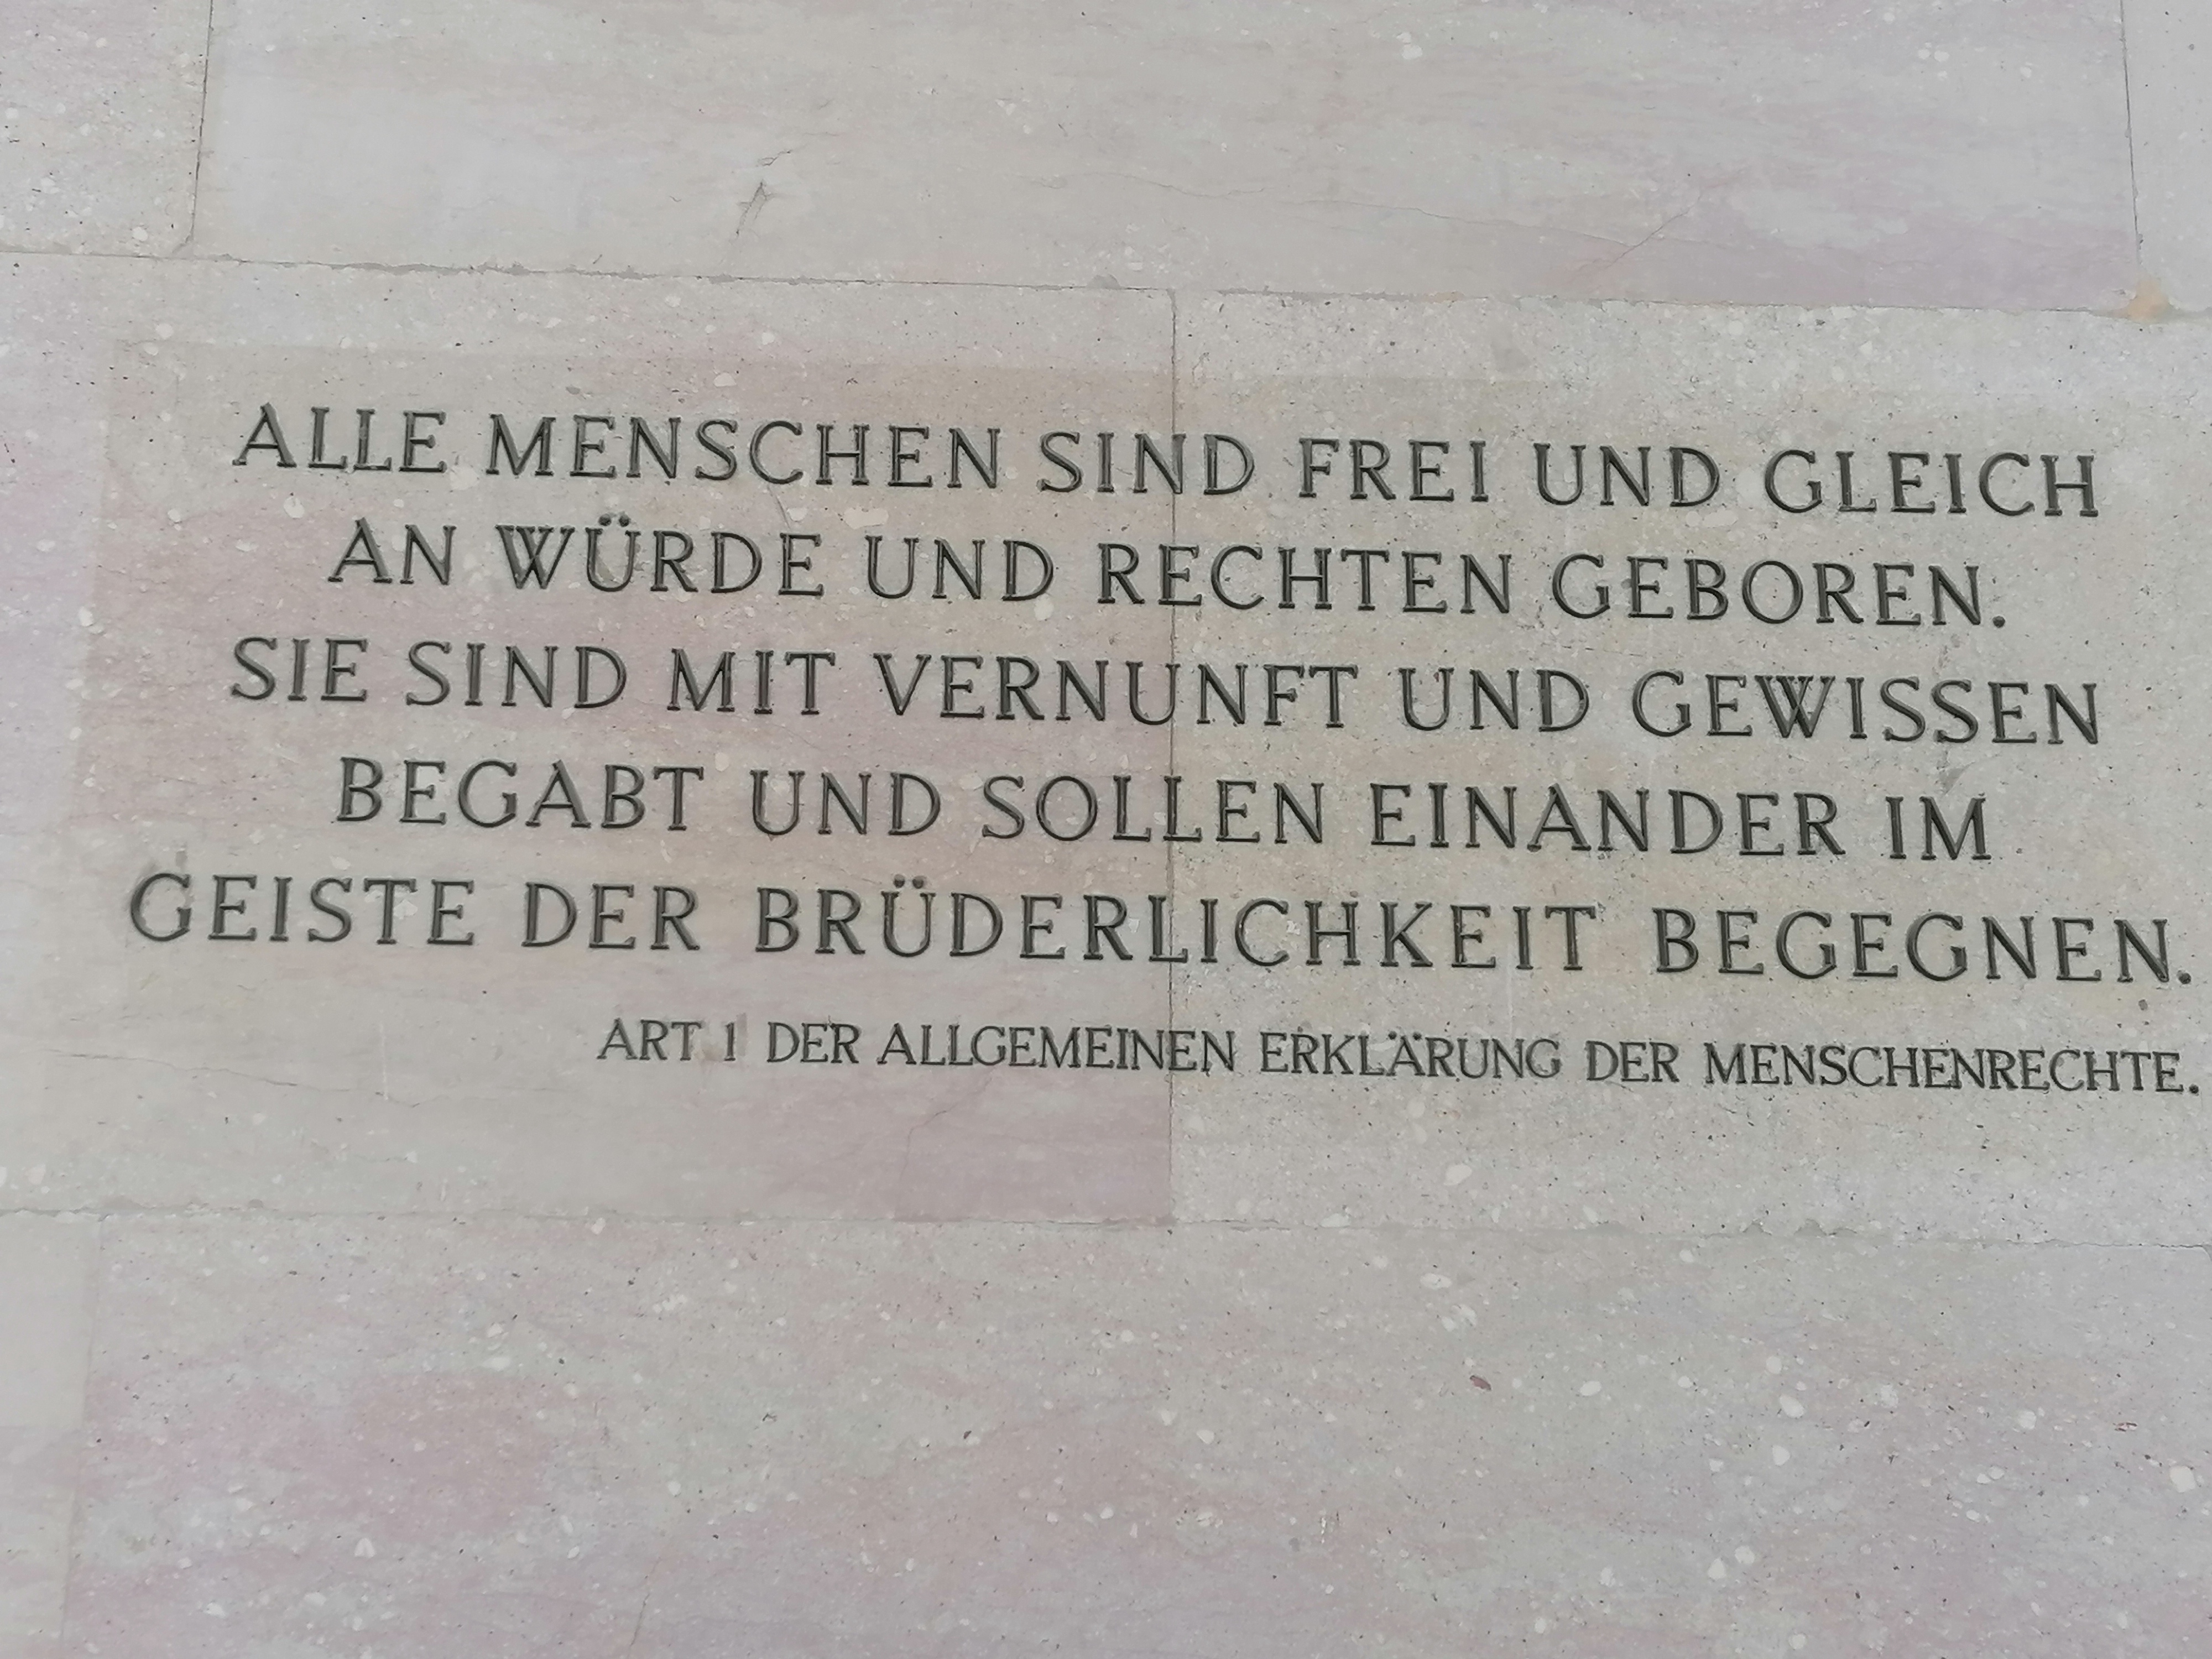 ALLE MENSCHEN SIND FREI UND GLEICH
AN WÜRDE UND RECHTEN GEBOREN.
SIE SIND MIT VERNUNFT UND GEWISSEN
BEGABT UND SOLLEN EINANDER IM
GEISTE DER BRÜDERLICHKEIT BEGEGNEN.
ART 1 DER ALLGEMEINEN ERKLÄRUNG DER MENSCHENRECHTE.